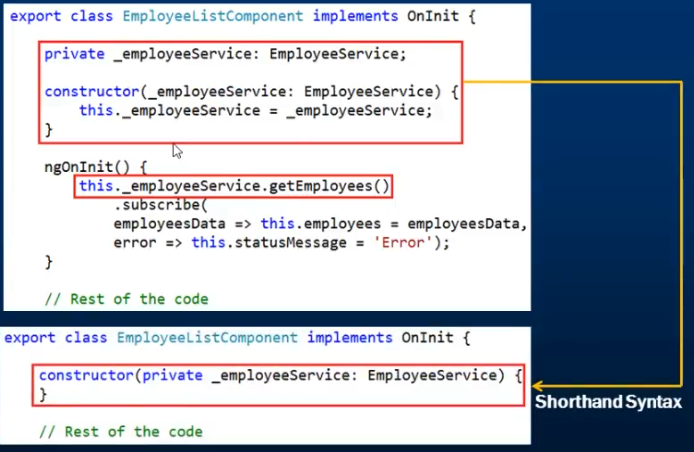 export class EmployeeListComponent implements OnInit {
private _employeeService: EmployeeService;
constructor(_employeeService: EmployeeService) {
this._employeeService = _employeeService;
}
ngOnInit() {
this._employeeService.getEmployees()
.subscribe(
employeesData => this.employees = employeesData,
error => this.statusMessage = 'Error');
}
// Rest of the code
export class EmployeeListComponent implements OnInit {
constructor(private _employeeService: EmployeeService) {
}
Shorthand Syntax
// Rest of the code